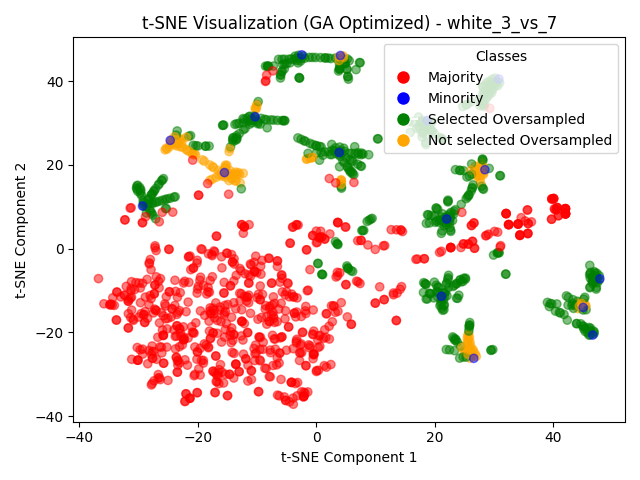 t-SNE Visualization (GA Optimized) - white_3_vs_7
Classes
Majority
Minority
Selected Oversampled
Not selected Oversampled
t-SNE Component 2
40
20
0
−20
−40
−40
−20
0
20
40
t-SNE Component 1